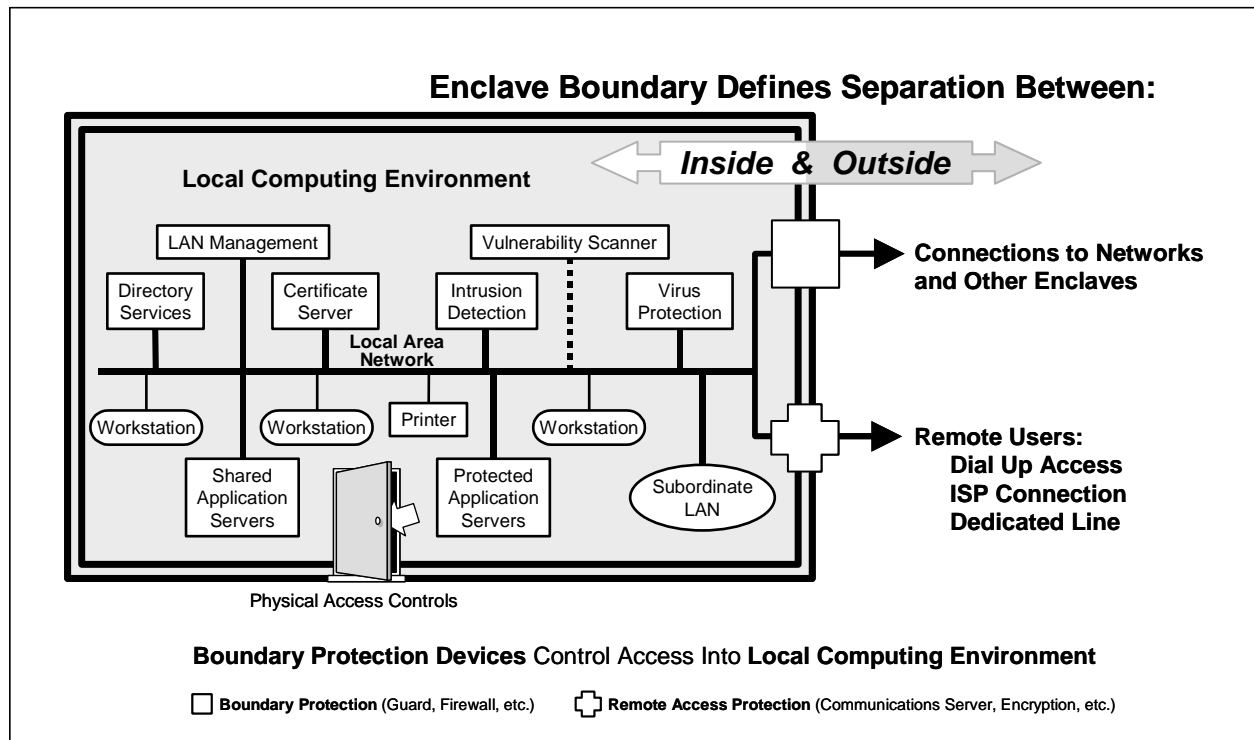 Enclave Boundary Defines Separation Between:
Inside & Outside
Local Computing Environment
LAN Management
Vulnerability Scanner
Directory
Services
Certificate
Server
Intrusion
Detection
Virus
Protection
Connections to Networks
and Other Enclaves
Local Area
Network
Workstation
Workstation
Printer
Workstation
Remote Users:
Dial Up Access
ISP Connection
Dedicated Line
Shared
Application
Servers
Protected
Application
Servers
Subordinate
LAN
Physical Access Controls
Boundary Protection Devices Control Access Into Local Computing Environment
Boundary Protection (Guard, Firewall, etc.)
Remote Access Protection (Communications Server, Encryption, etc.)